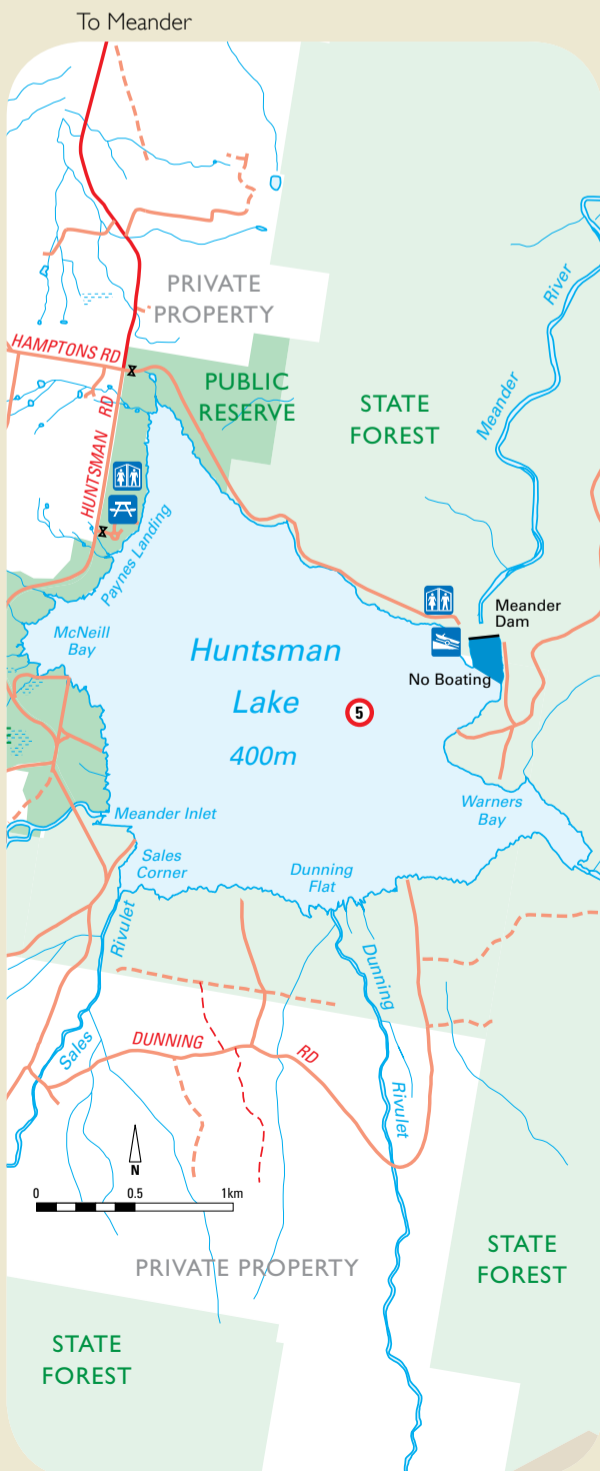 To Meander
PRIVATE
PROPERTY
River
HAMPTONS RD
PUBLIC
RESERVE
STATE
FOREST
Meander
HUNTSMAN RD
Paynes Landing
Meander
Dam
McNeill
Bay
Huntsman
Lake
400m
5
No Boating
Warners
Bay
Meander Inlet
Sales
Corner
Dunning
Flat
Rivulet
Sales
Dunning
Rivulet
DUNNING RD
N
0 0.5 1km
PRIVATE PROPERTY
STATE
FOREST
STATE
FOREST